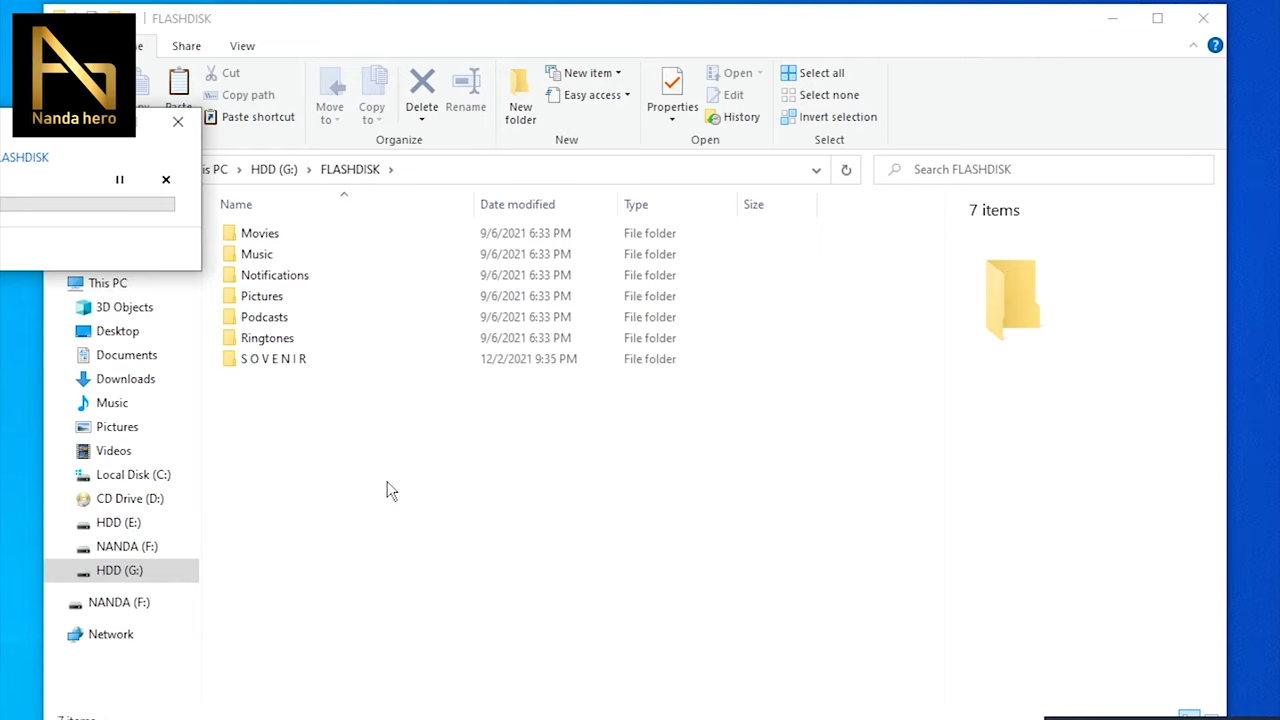 FLASHDISK
Share
View
Cut
Copy path
Paste shortcut
Paste
Move to
Copy to
Delete
Rename
Organize
New folder
New item
Easy access
New
Properties
Open
Edit
History
Open
Select all
Select none
Invert selection
Select
Nanda hero
LASHDISK
is PC > HDD (G:) > FLASHDISK >
Search FLASHDISK
Name Date modified Type Size
Movies 9/6/2021 6:33 PM File folder
Music 9/6/2021 6:33 PM File folder
Notifications 9/6/2021 6:33 PM File folder
Pictures 9/6/2021 6:33 PM File folder
Podcasts 9/6/2021 6:33 PM File folder
Ringtones 9/6/2021 6:33 PM File folder
S O V E N I R 12/2/2021 9:35 PM File folder
7 items
This PC
3D Objects
Desktop
Documents
Downloads
Music
Pictures
Videos
Local Disk (C:)
CD Drive (D:)
HDD (E:)
NANDA (F:)
HDD (G:)
NANDA (F:)
Network
7 items